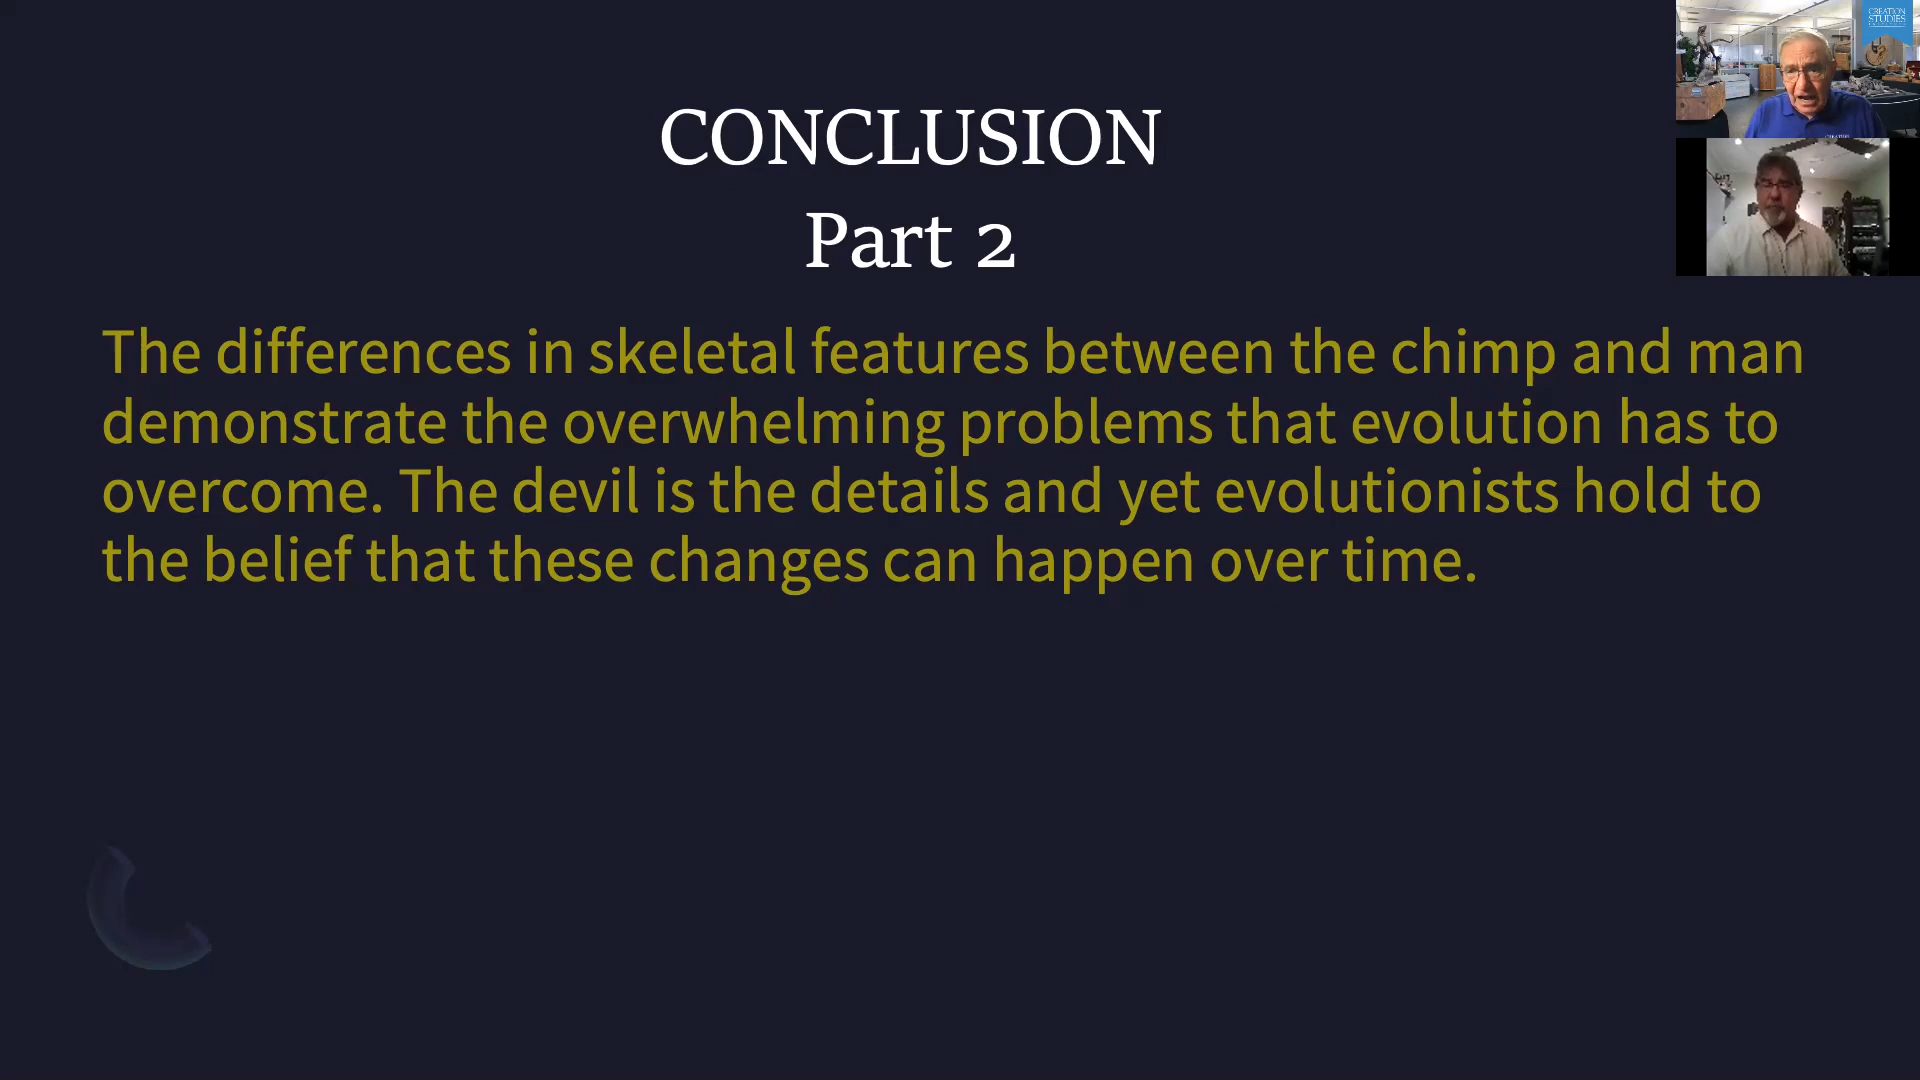 CONCLUSION
Part 2
The differences in skeletal features between the chimp and man
demonstrate the overwhelming problems that evolution has to
overcome. The devil is the details and yet evolutionists hold to
the belief that these changes can happen over time.
CREATION
STUDIES